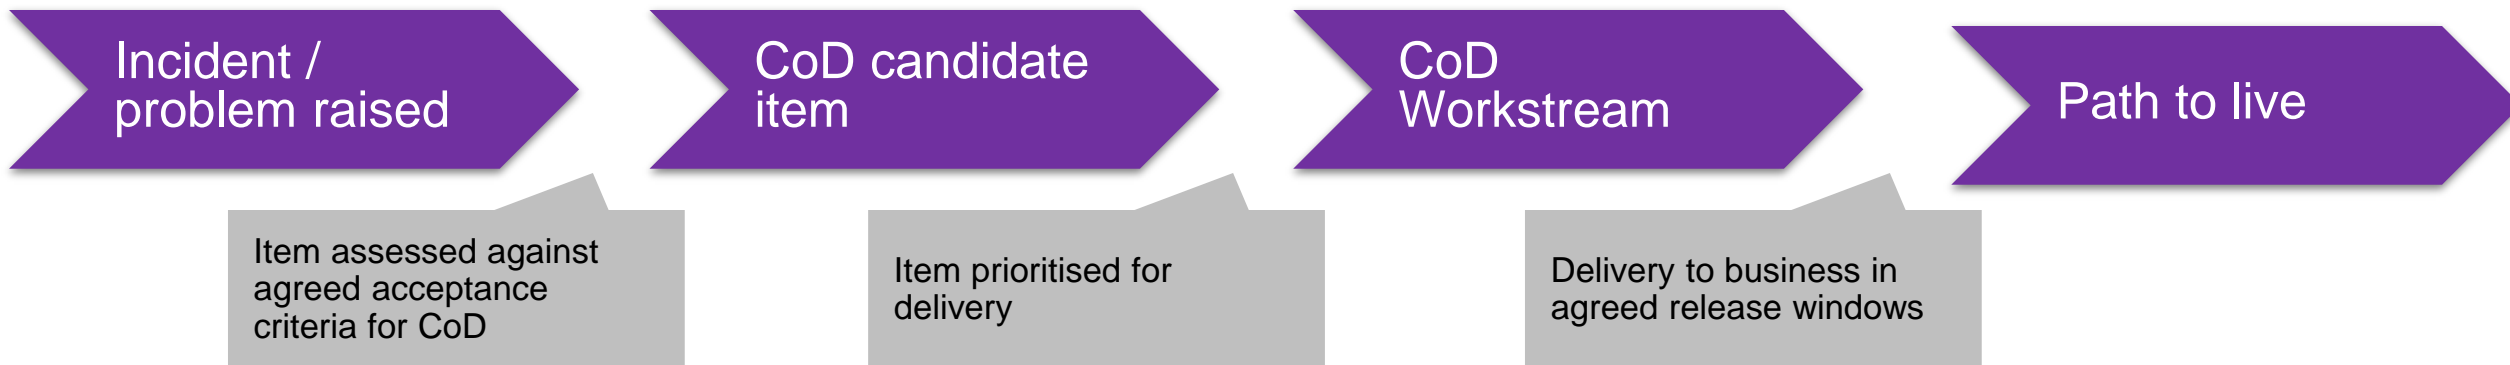 Incident /
problem raised
CoD candidate
item
CoD
Workstream
Path to live
Item assessed against
agreed acceptance
criteria for CoD
Item prioritised for
delivery
Delivery to business in
agreed release windows